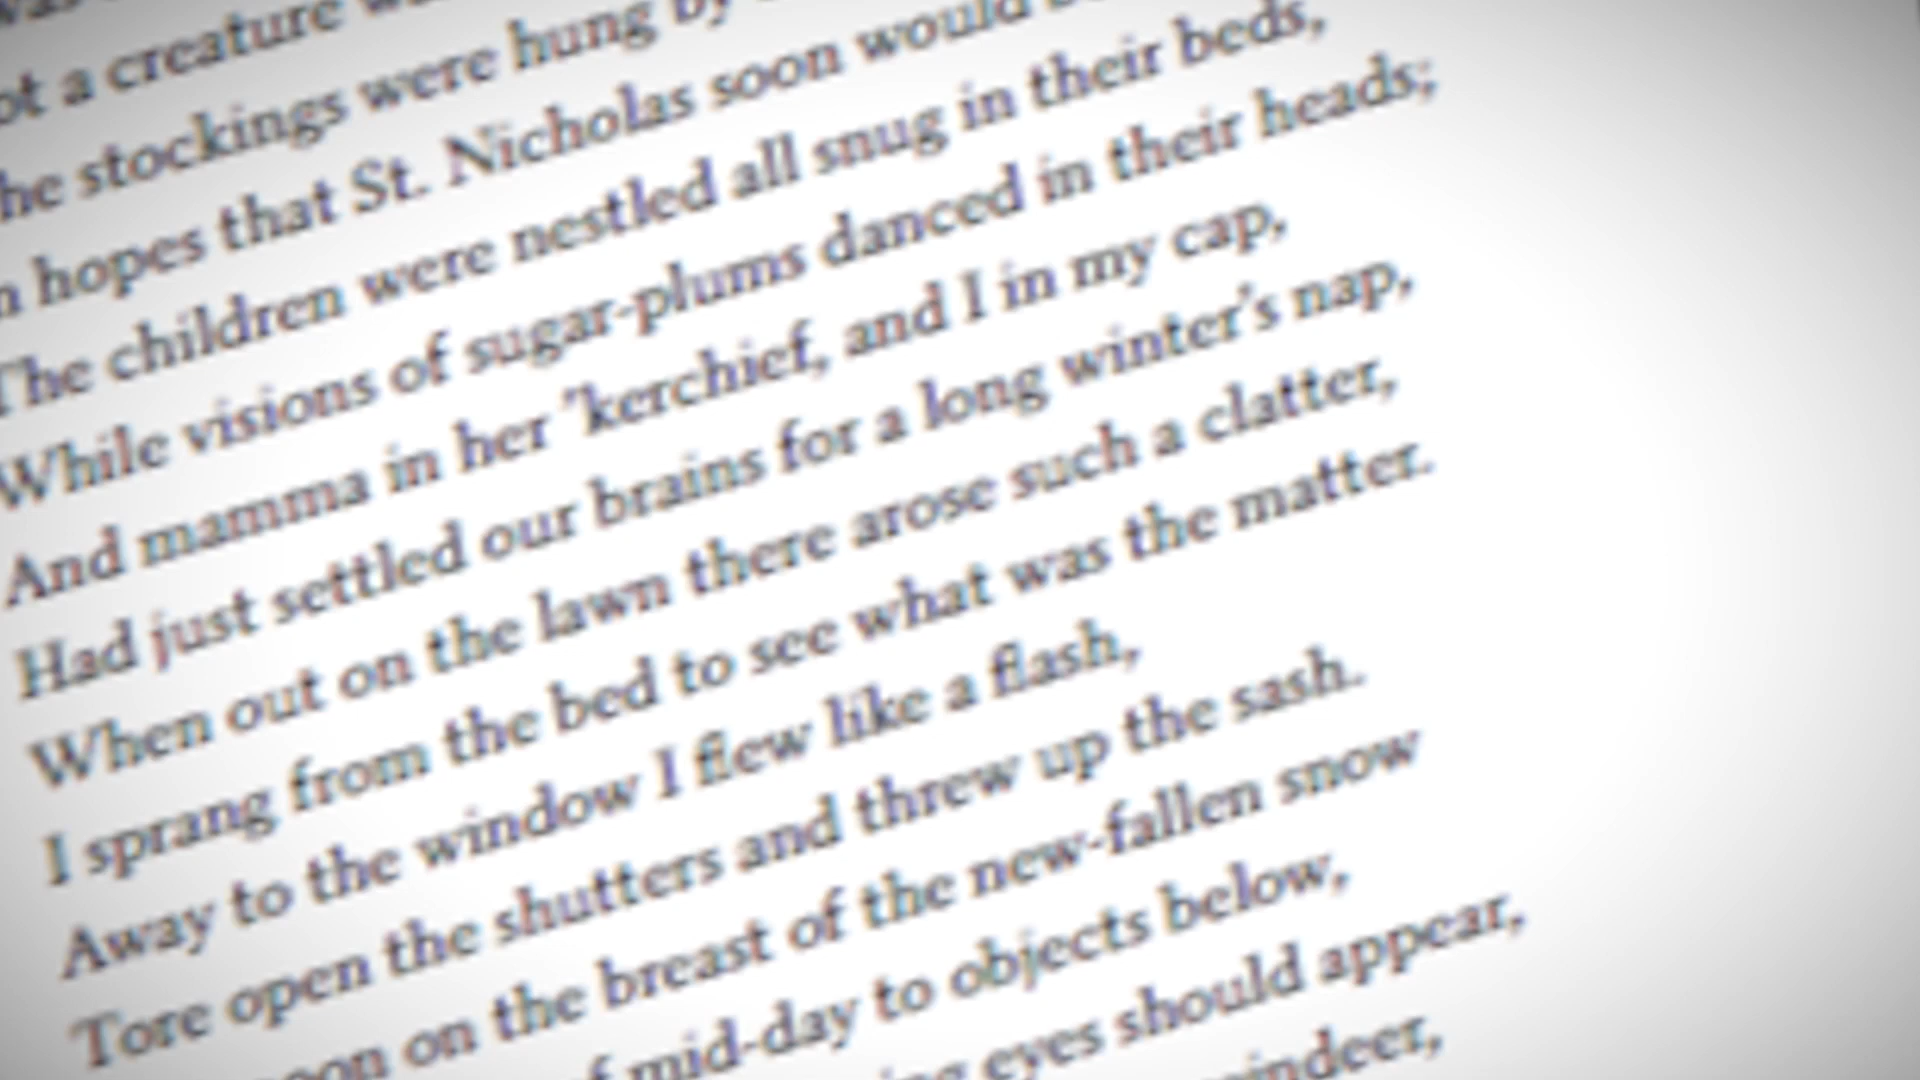 a creature
stockings were hung by
hopes that St. Nicholas soon would
The children were nestled all snug in their beds,
While visions of sugar-plums danced in their heads;
And mamma in her ’kerchief, and I in my cap,
Had just settled our brains for a long winter’s nap,
When out on the lawn there arose such a clatter,
I sprang from the bed to see what was the matter.
Away to the window I flew like a flash,
Tore open the shutters and threw up the sash.
on the breast of the new-fallen snow
mid-day to objects below,
eyes should appear,